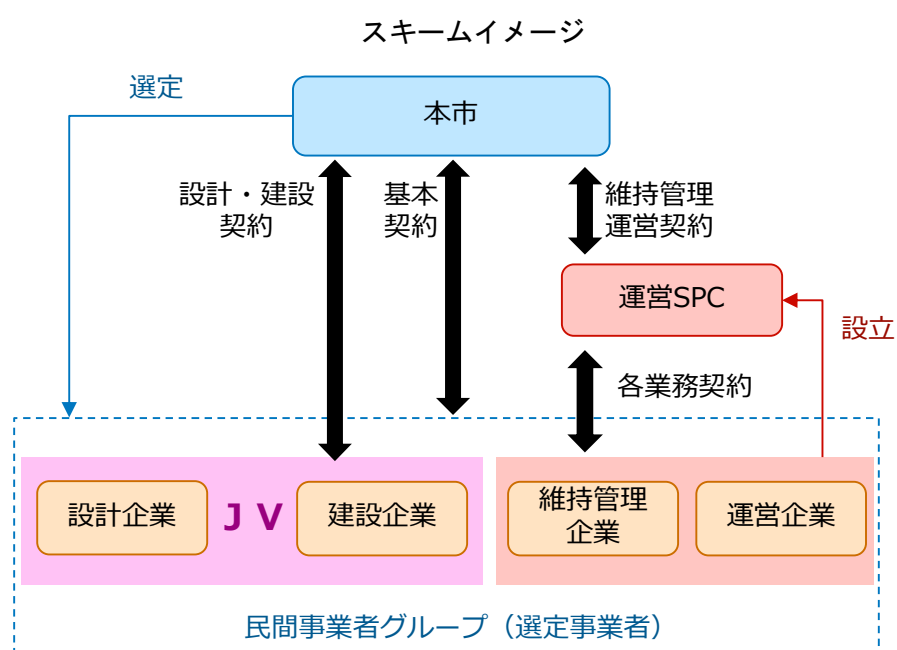 スキームイメージ
選定
本市
設計・建設
契約
基本
契約
維持管理
運営契約
運営SPC
設立
各業務契約
設計企業
ＪＶ
建設企業
維持管理
企業
運営企業
民間事業者グループ（選定事業者）